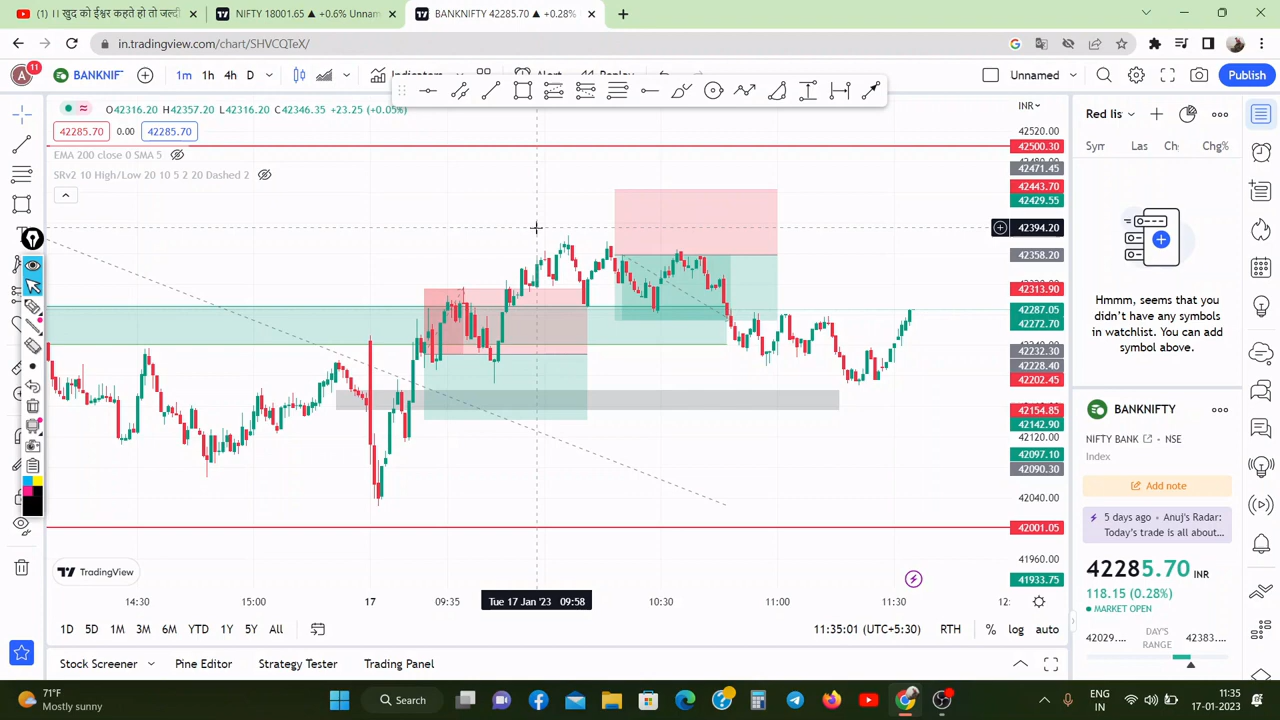 (1) || जल्द को ईश्वर कहते हो तो जल्दी
NIFTY 18001.65 ▲ +0.6% Unnam
BANKNIFTY 42285.70 ▲ +0.28%
in.tradingview.com/chart/SHVCQTeX/
A 11
BANKNIF
1m 1h 4h D
Indicators
Alert
Replay
Unnamed
Publish
O42316.20 H42357.20 L42316.20 C42346.35 +23.25 (+0.05%)
42285.70 0.00 42285.70
EMA 200 close 0 SMA 5
SRv2 10 High/Low 20 10 5 2 20 Dashed 2
INR
42520.00
42500.30
42480.00
42471.45
42443.70
42429.55
42394.20
42358.20
42313.90
42287.05
42272.70
42240.00
42232.30
42228.40
42202.45
42154.85
42142.90
42120.00
42097.10
42090.30
42040.00
42001.05
41960.00
41933.75
TradingView
14:30 15:00 17 09:35 Tue 17 Jan '23 09:58 10:30 11:00 11:30 12:
1D 5D 1M 3M 6M YTD 1Y 5Y All
11:35:01 (UTC+5:30) RTH % log auto
Stock Screener Pine Editor Strategy Tester Trading Panel
Red lis
Sym Las Ch Chg%
Hmmm, seems that you
didn't have any symbols
in watchlist. You can add
symbol above.
BANKNIFTY
NIFTY BANK • NSE
Index
Add note
5 days ago • Anuj's Radar:
Today's trade is all about...
42285.70 INR
118.15 (0.28%)
MARKET OPEN
42029.... DAY'S RANGE 42383....
71°F
Mostly sunny
Search
ENG
IN
11:35
17-01-2023